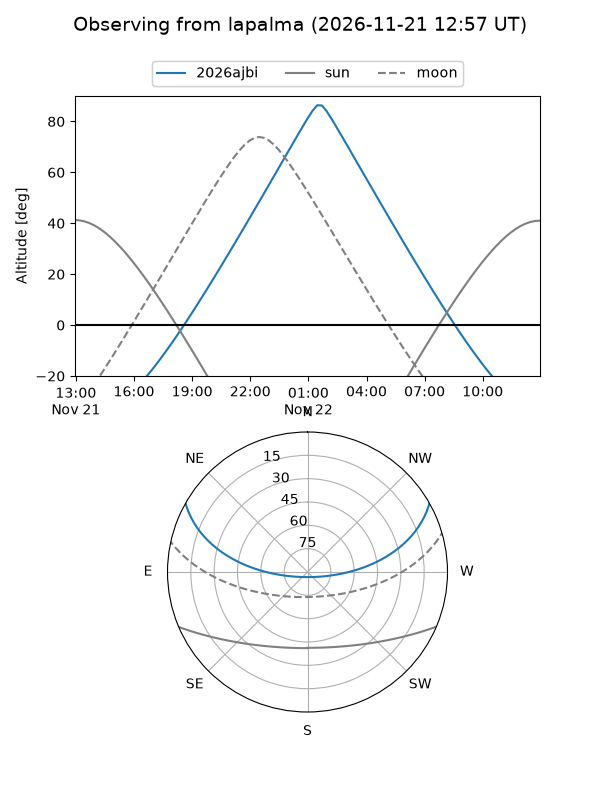 Observing from lapalma (2026-11-21 12:57 UT)
2026ajbi sun moon
Altitude [deg]
80
60
40
20
0
−20
13:00 16:00 19:00 22:00 01:00 04:00 07:00 10:00
Nov 21 Nov 22
N
NE NW
15
30
45
60
75
E W
SE SW
S